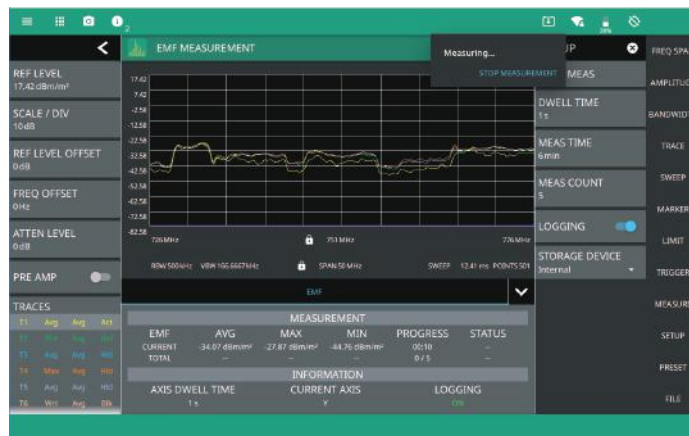 2
28%
EMF MEASUREMENT
Measuring...
STOP MEASUREMENT
UP
MEAS
REF LEVEL
17.42 dBm/m²
SCALE / DIV
10 dB
REF LEVEL OFFSET
0 dB
FREQ OFFSET
0 Hz
ATTEN LEVEL
0 dB
PRE AMP
TRACES
T1 Avg Avg Act
T3 Avg Avg Hld
T4 Max Avg Hld
T5 Avg Avg Hld
T6 Wrt Avg Blk
17.42
7.42
-2.58
-12.58
-22.58
-32.58
-42.58
-52.58
-62.58
-72.58
-82.58
726 MHz 751 MHz 776 MHz
RBW 500 kHz VBW 166.6667 kHz SPAN 50 MHz SWEEP 12.41 ms POINTS 501
EMF
MEASUREMENT
EMF AVG MAX MIN PROGRESS STATUS
CURRENT -34.07 dBm/m² -27.87 dBm/m² -44.76 dBm/m² 00:10 --
TOTAL -- -- -- 0 / 5 --
INFORMATION
AXIS DWELL TIME CURRENT AXIS LOGGING
1 s Y ON
DWELL TIME
1 s
MEAS TIME
6 min
MEAS COUNT
5
LOGGING
STORAGE DEVICE
Internal
FREQ SPA
AMPLITUD
BANDWIDT
TRACE
SWEEP
MARKER
LIMIT
TRIGGER
MEASURE
SETUP
PRESET
FILE